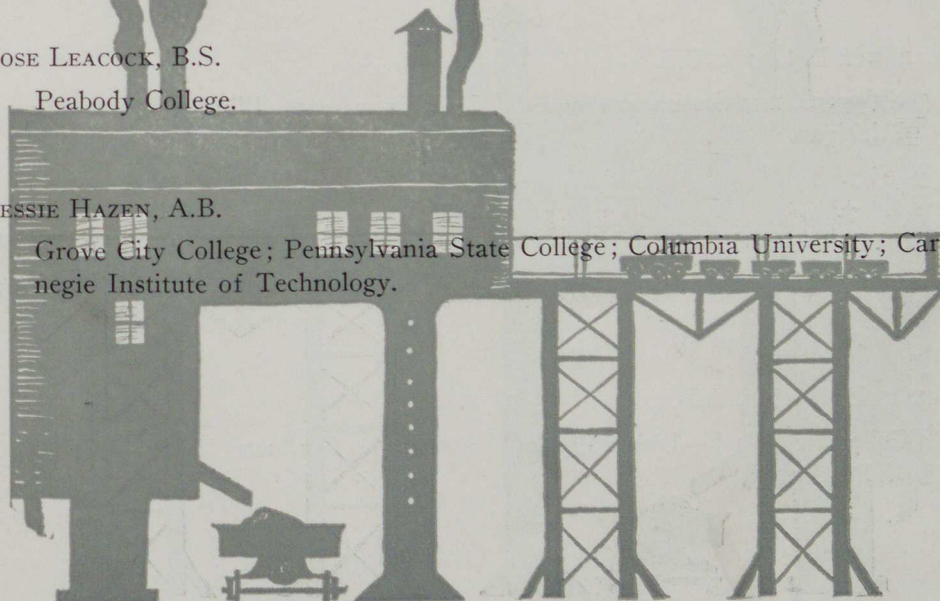 ose Leacock, B.S.
Peabody College.
essie Hazen, A.B.
Grove City College; Pennsylvania State College; Columbia University; Car
negie Institute of Technology.